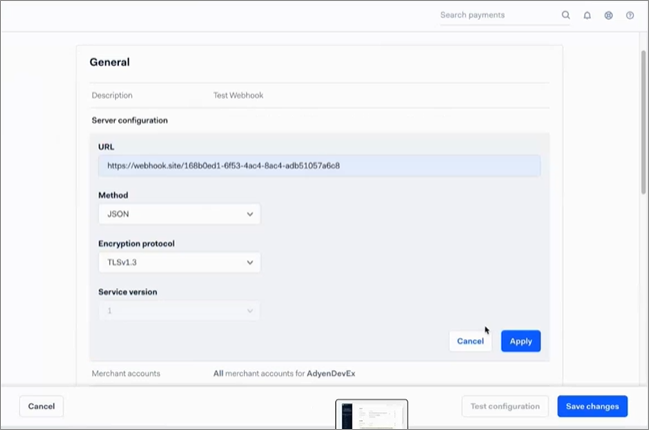 Search payments
General
Description Test Webhook
Server configuration
URL
https://webhook.site/168b0ed1-6f53-4ac4-8ac4-adb51057a6c8
Method
JSON
Encryption protocol
TLSv1.3
Service version
1
Cancel Apply
Merchant accounts All merchant accounts for AdyenDevEx
Cancel Test configuration Save changes